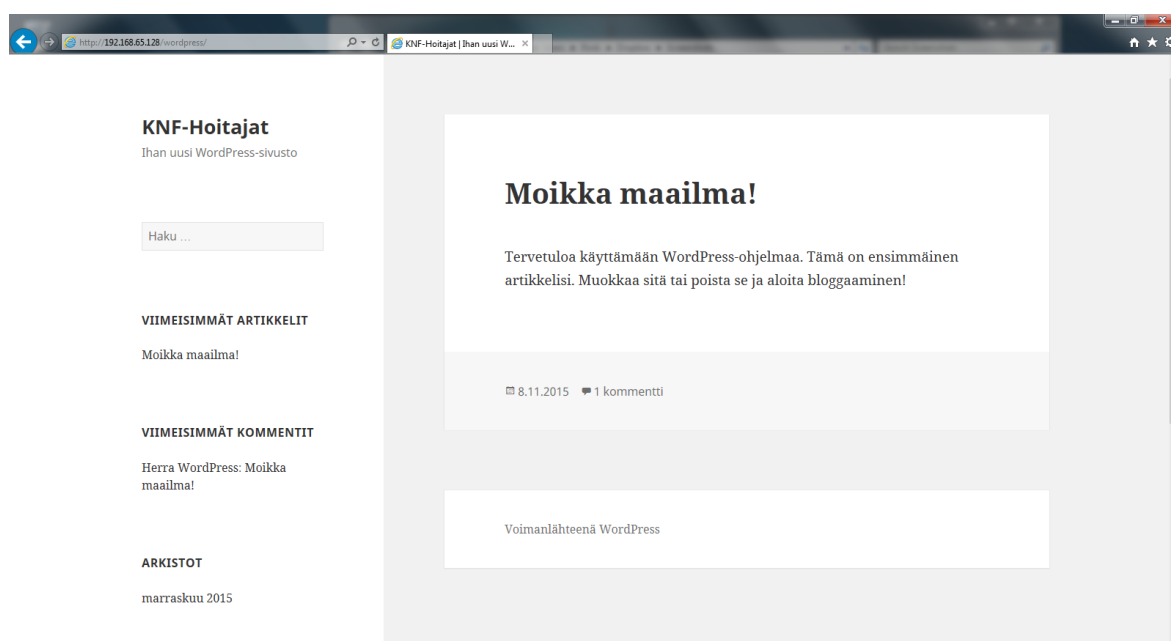 http://192.168.65.128/wordpress/
KNF-Hoitajat | Ihan uusi W...
KNF-Hoitajat
Ihan uusi WordPress-sivusto
Haku ...
VIIMEISIMMÄT ARTIKKELIT
Moikka maailma!
VIIMEISIMMÄT KOMMENTIT
Herra WordPress: Moikka
maailma!
ARKISTOT
marraskuu 2015
Moikka maailma!
Tervetuloa käyttämään WordPress-ohjelmaa. Tämä on ensimmäinen
artikkelisi. Muokkaa sitä tai poista se ja aloita bloggaaminen!
8.11.2015 1 kommentti
Voimanlähteenä WordPress